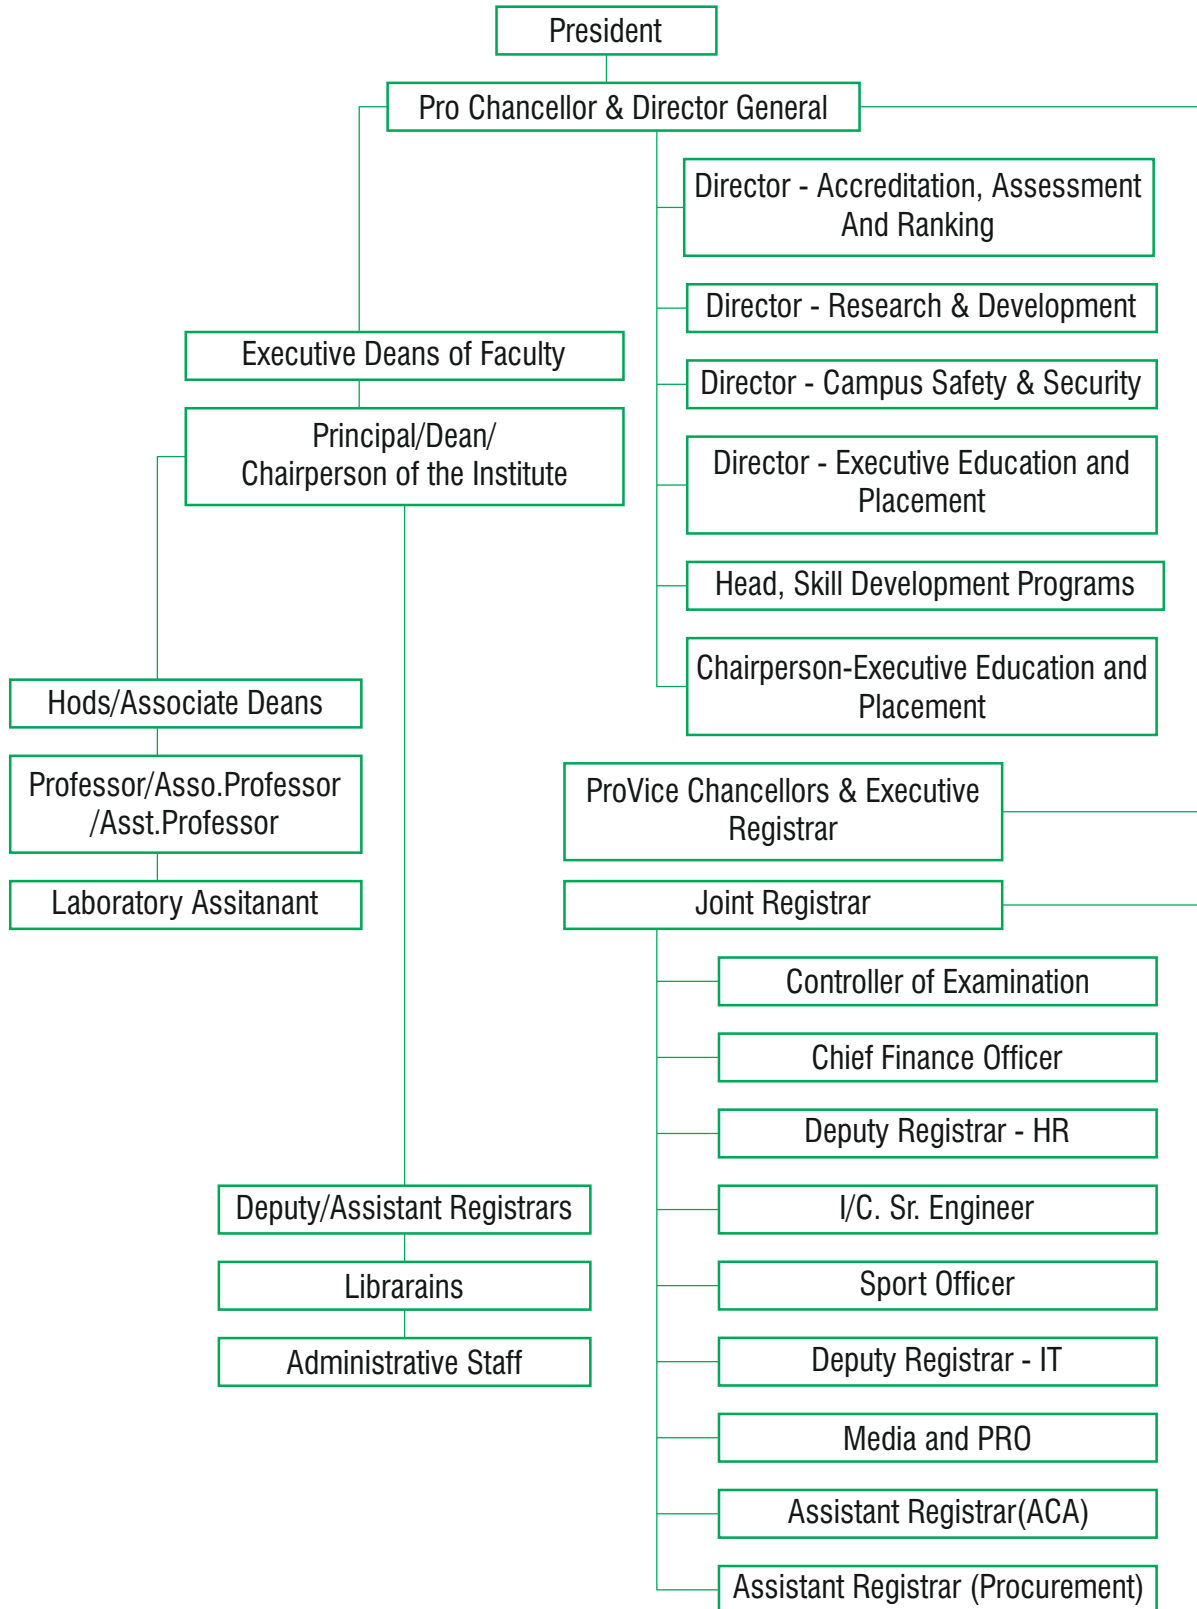 President
Pro Chancellor & Director General
Director - Accreditation, Assessment
And Ranking
Director - Research & Development
Executive Deans of Faculty
Director - Campus Safety & Security
Principal/Dean/
Chairperson of the Institute
Director - Executive Education and
Placement
Head, Skill Development Programs
Chairperson-Executive Education and
Placement
Hods/Associate Deans
Professor/Asso.Professor
/Asst.Professor
Laboratory Assitanant
ProVice Chancellors & Executive
Registrar
Joint Registrar
Controller of Examination
Chief Finance Officer
Deputy Registrar - HR
I/C. Sr. Engineer
Sport Officer
Deputy Registrar - IT
Media and PRO
Assistant Registrar(ACA)
Assistant Registrar (Procurement)
Deputy/Assistant Registrars
Librarains
Administrative Staff